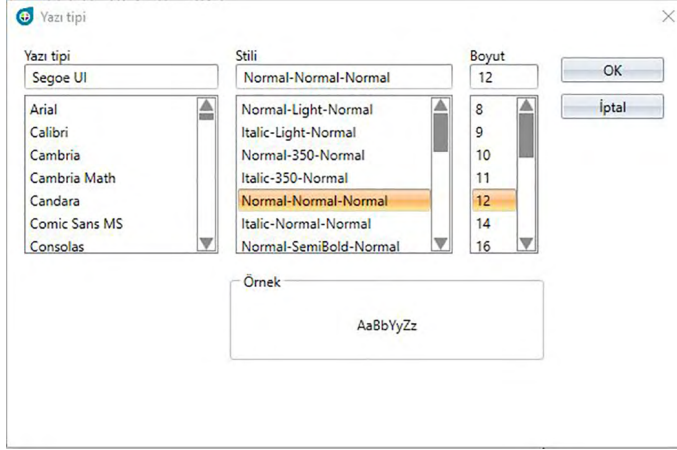 Yazı tipi
Yazı tipi
Stili
Boyut
Segoe UI
Normal-Normal-Normal
12
OK
İptal
Arial
Calibri
Cambria
Cambria Math
Candara
Comic Sans MS
Consolas
Normal-Light-Normal
Italic-Light-Normal
Normal-350-Normal
Italic-350-Normal
Normal-Normal-Normal
Italic-Normal-Normal
Normal-SemiBold-Normal
8
9
10
11
12
14
16
Örnek
AaBbYyZz